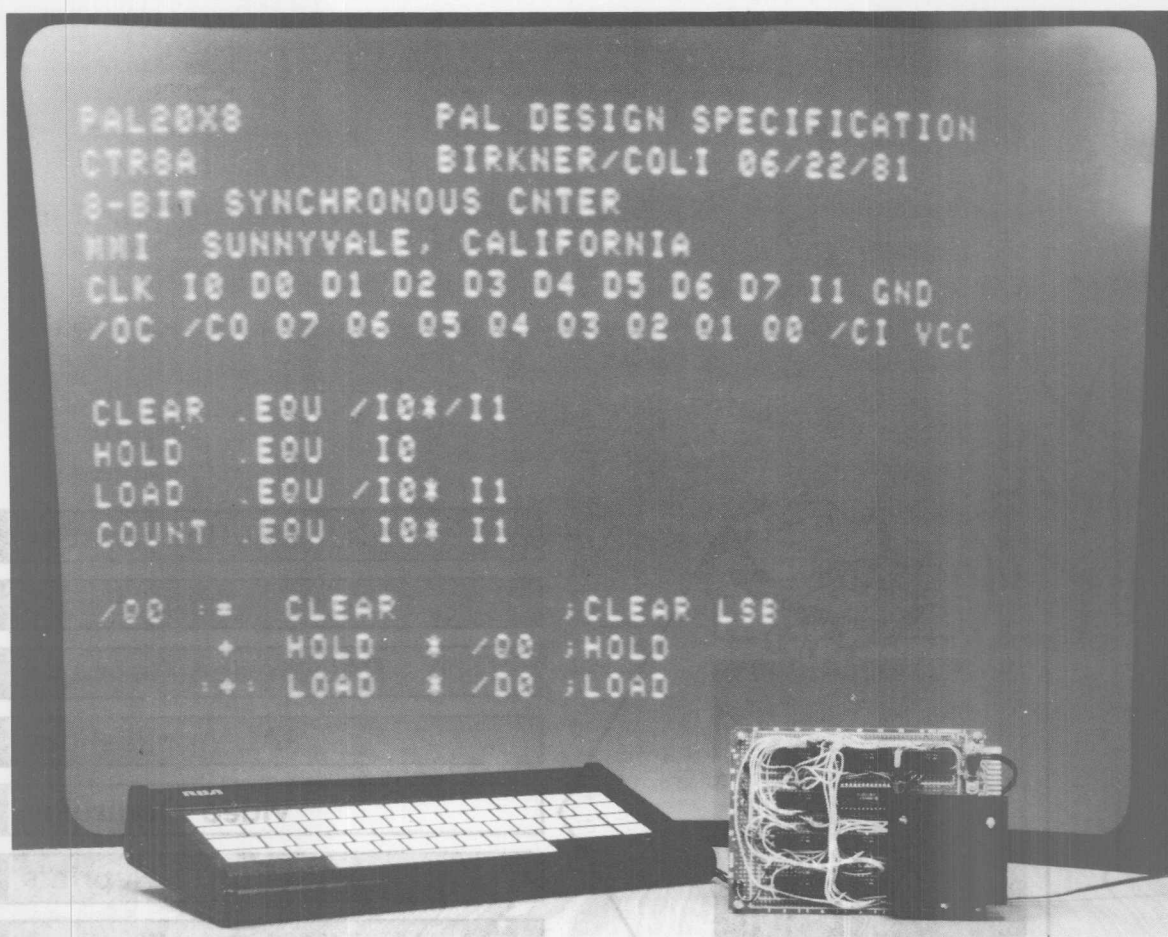 PAL20X8 PAL DESIGN SPECIFICATION
CTR8A BIRKNER/COLI 06/22/81
8-BIT SYNCHRONOUS CNTER
MMI SUNNYVALE, CALIFORNIA
CLK I0 D0 D1 D2 D3 D4 D5 D6 D7 I1 GND
/OC /CO Q7 Q6 Q5 Q4 Q3 Q2 Q1 Q0 /CI VCC
CLEAR .EQU /I0*/I1
HOLD .EQU I0
LOAD .EQU /I0* I1
COUNT .EQU I0* I1
/Q0 := CLEAR ;CLEAR LSB
+ HOLD * /Q0 ;HOLD
:+: LOAD * /D0 ;LOAD
RCA